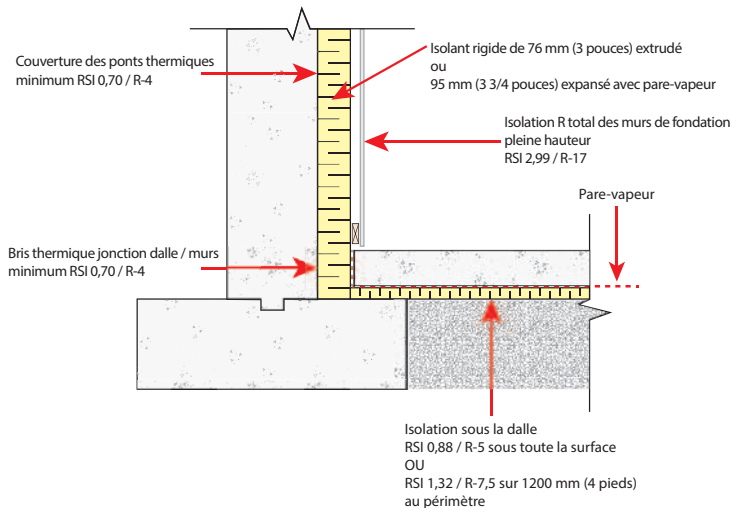 Couverture des ponts thermiques
minimum RSI 0,70 / R-4
Isolant rigide de 76 mm (3 pouces) extrudé
ou
95 mm (3 3/4 pouces) expansé avec pare-vapeur
Isolation R total des murs de fondation
pleine hauteur
RSI 2,99 / R-17
Pare-vapeur
Bris thermique jonction dalle / murs
minimum RSI 0,70 / R-4
Isolation sous la dalle
RSI 0,88 / R-5 sous toute la surface
OU
RSI 1,32 / R-7,5 sur 1200 mm (4 pieds)
au périmètre